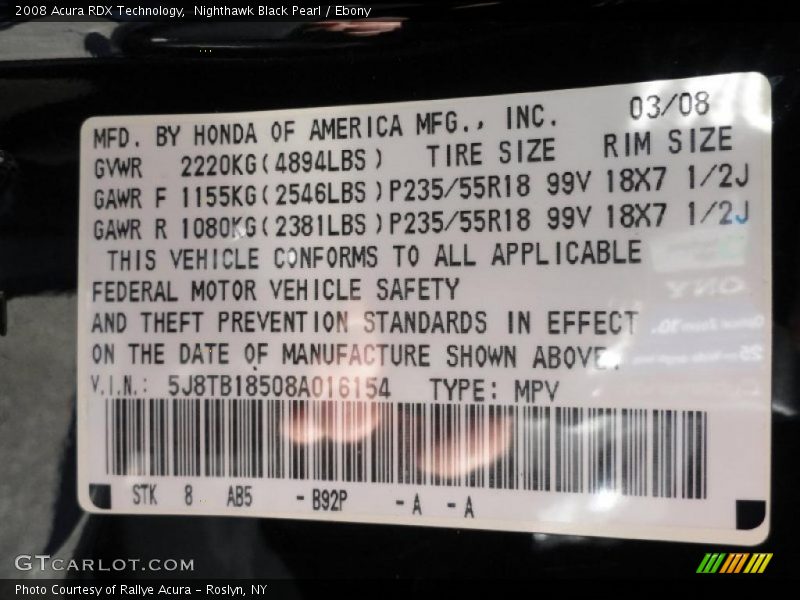 2008 Acura RDX Technology, Nighthawk Black Pearl / Ebony
MFD. BY HONDA OF AMERICA MFG., INC. 03/08
GVWR 2220KG(4894LBS) TIRE SIZE RIM SIZE
GAWR F 1155KG(2546LBS)P235/55R18 99V 18X7 1/2J
GAWR R 1080KG(2381LBS)P235/55R18 99V 18X7 1/2J
THIS VEHICLE CONFORMS TO ALL APPLICABLE
FEDERAL MOTOR VEHICLE SAFETY
AND THEFT PREVENTION STANDARDS IN EFFECT
ON THE DATE OF MANUFACTURE SHOWN ABOVE.
V.I.N.: 5J8TB18508A016154 TYPE: MPV
STK 8 AB5 -B92P -A -A
GTCARLOT.COM
Photo Courtesy of Rallye Acura - Roslyn, NY